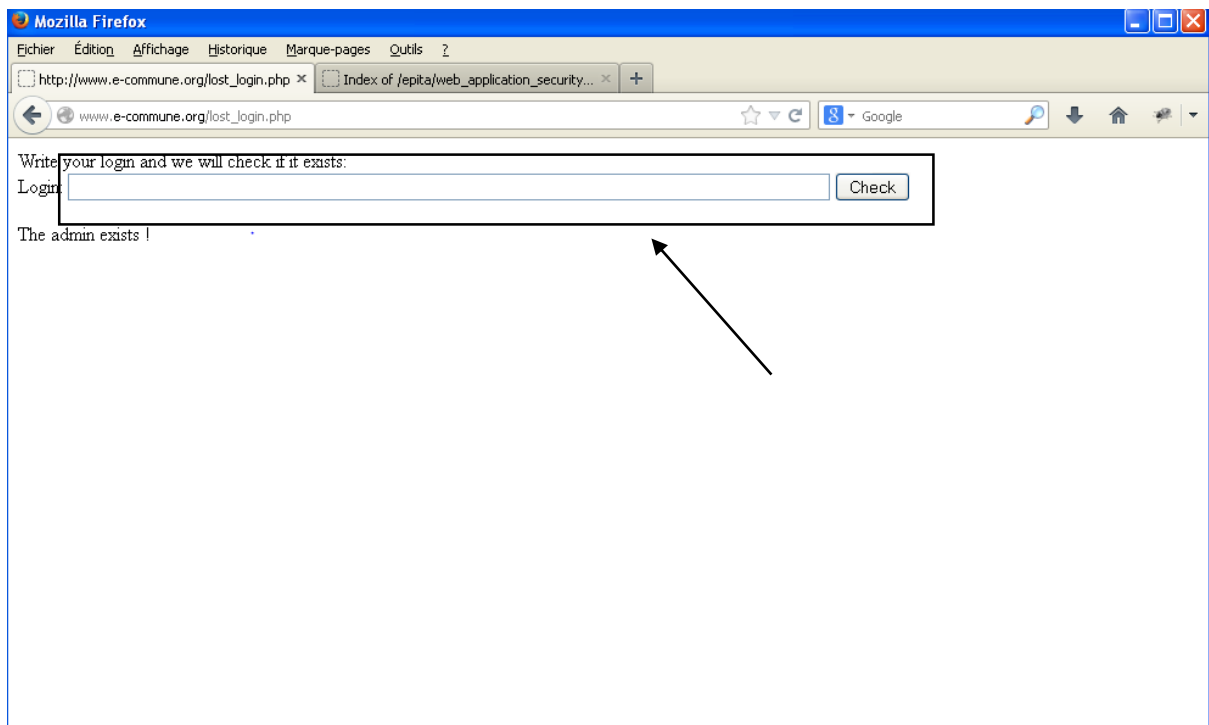 Mozilla Firefox
Fichier Édition Affichage Historique Marque-pages Outils ?
http://www.e-commune.org/lost_login.php × Index of /epita/web_application_security... × +
www.e-commune.org/lost_login.php 8 Google
Write your login and we will check if it exists:
Login: Check
The admin exists !